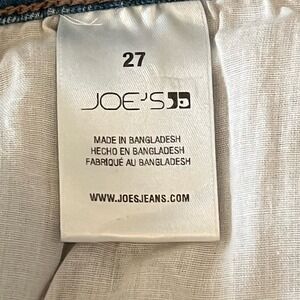 27
JOE'S
MADE IN BANGLADESH
HECHO EN BANGLADESH
FABRIQUÉ AU BANGLADESH
WWW.JOESJEANS.COM